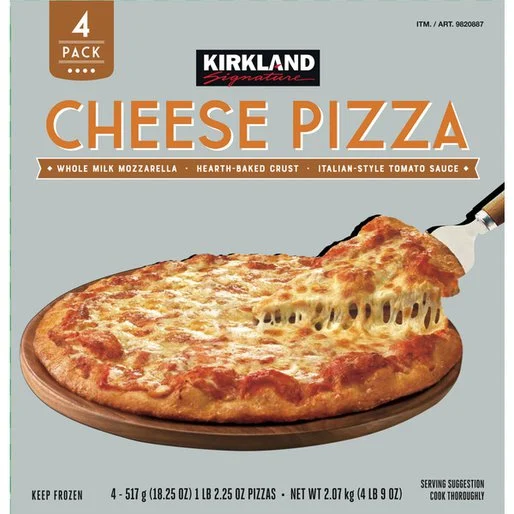 4
PACK
ITM. / ART. 9820887
KIRKLAND
Signature
CHEESE PIZZA
WHOLE MILK MOZZARELLA · HEARTH-BAKED CRUST · ITALIAN-STYLE TOMATO SAUCE
KEEP FROZEN
4 - 517 g (18.25 OZ) 1 LB 2.25 OZ PIZZAS • NET WT 2.07 kg (4 LB 9 OZ)
SERVING SUGGESTION
COOK THOROUGHLY